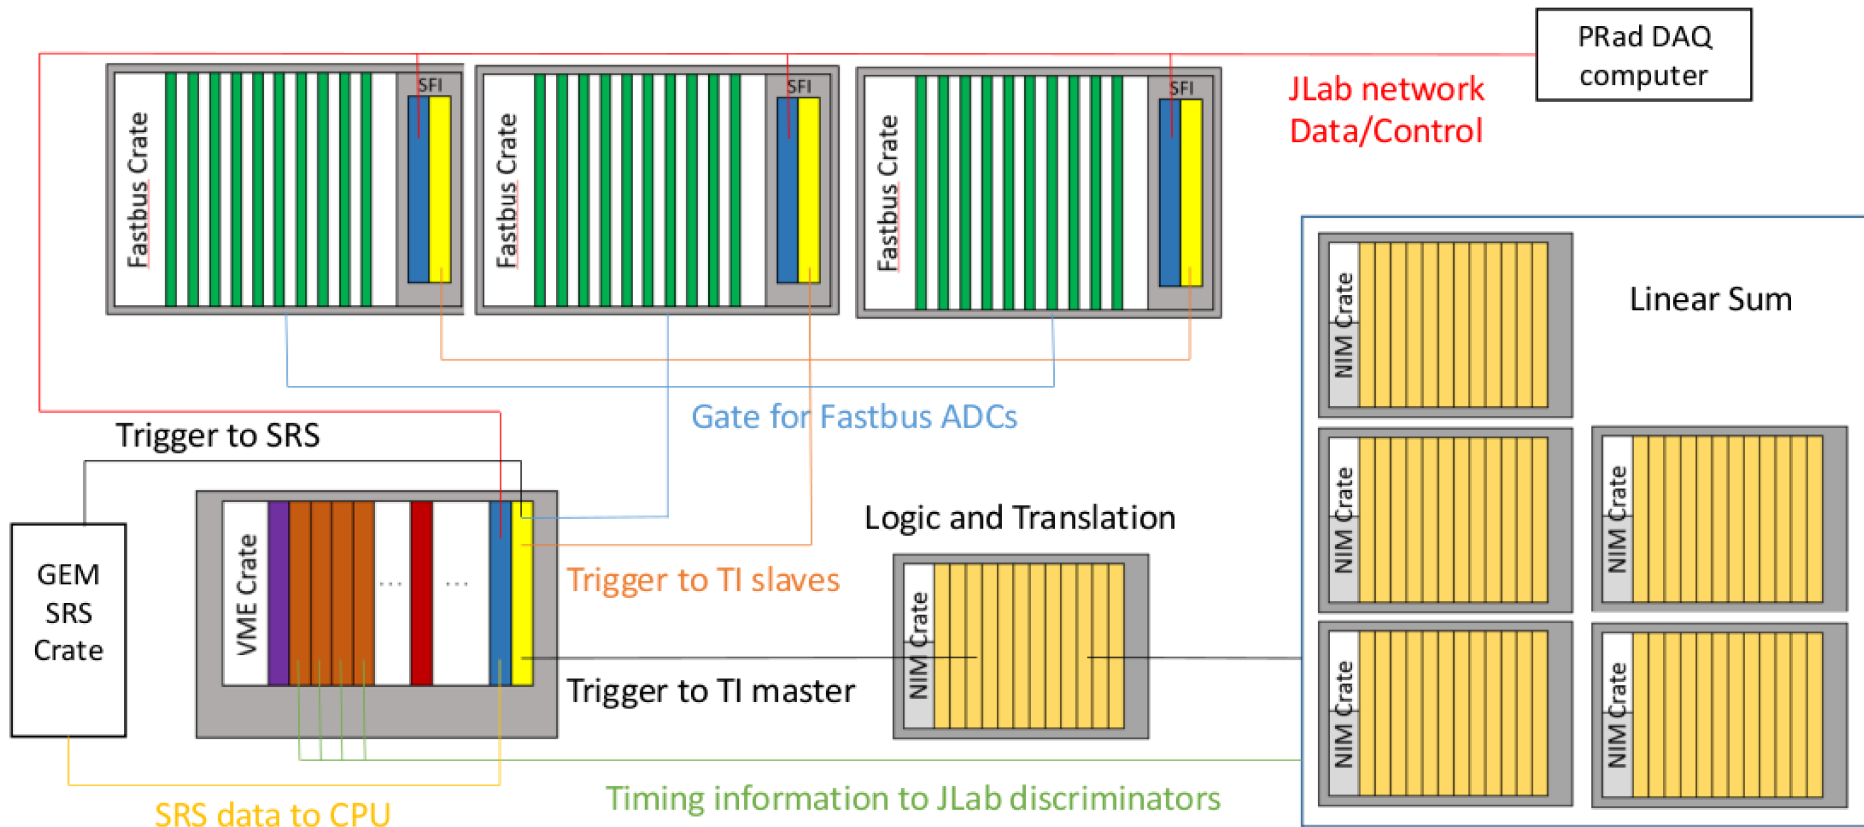 PRad DAQ
computer
JLab network
Data/Control
SFI
SFI
SFI
Fastbus Crate
Fastbus Crate
Fastbus Crate
Linear Sum
NIM Crate
Gate for Fastbus ADCs
Trigger to SRS
NIM Crate
NIM Crate
Logic and Translation
GEM
SRS
Crate
VME Crate
...
...
Trigger to TI slaves
NIM Crate
Trigger to TI master
NIM Crate
NIM Crate
Timing information to JLab discriminators
SRS data to CPU